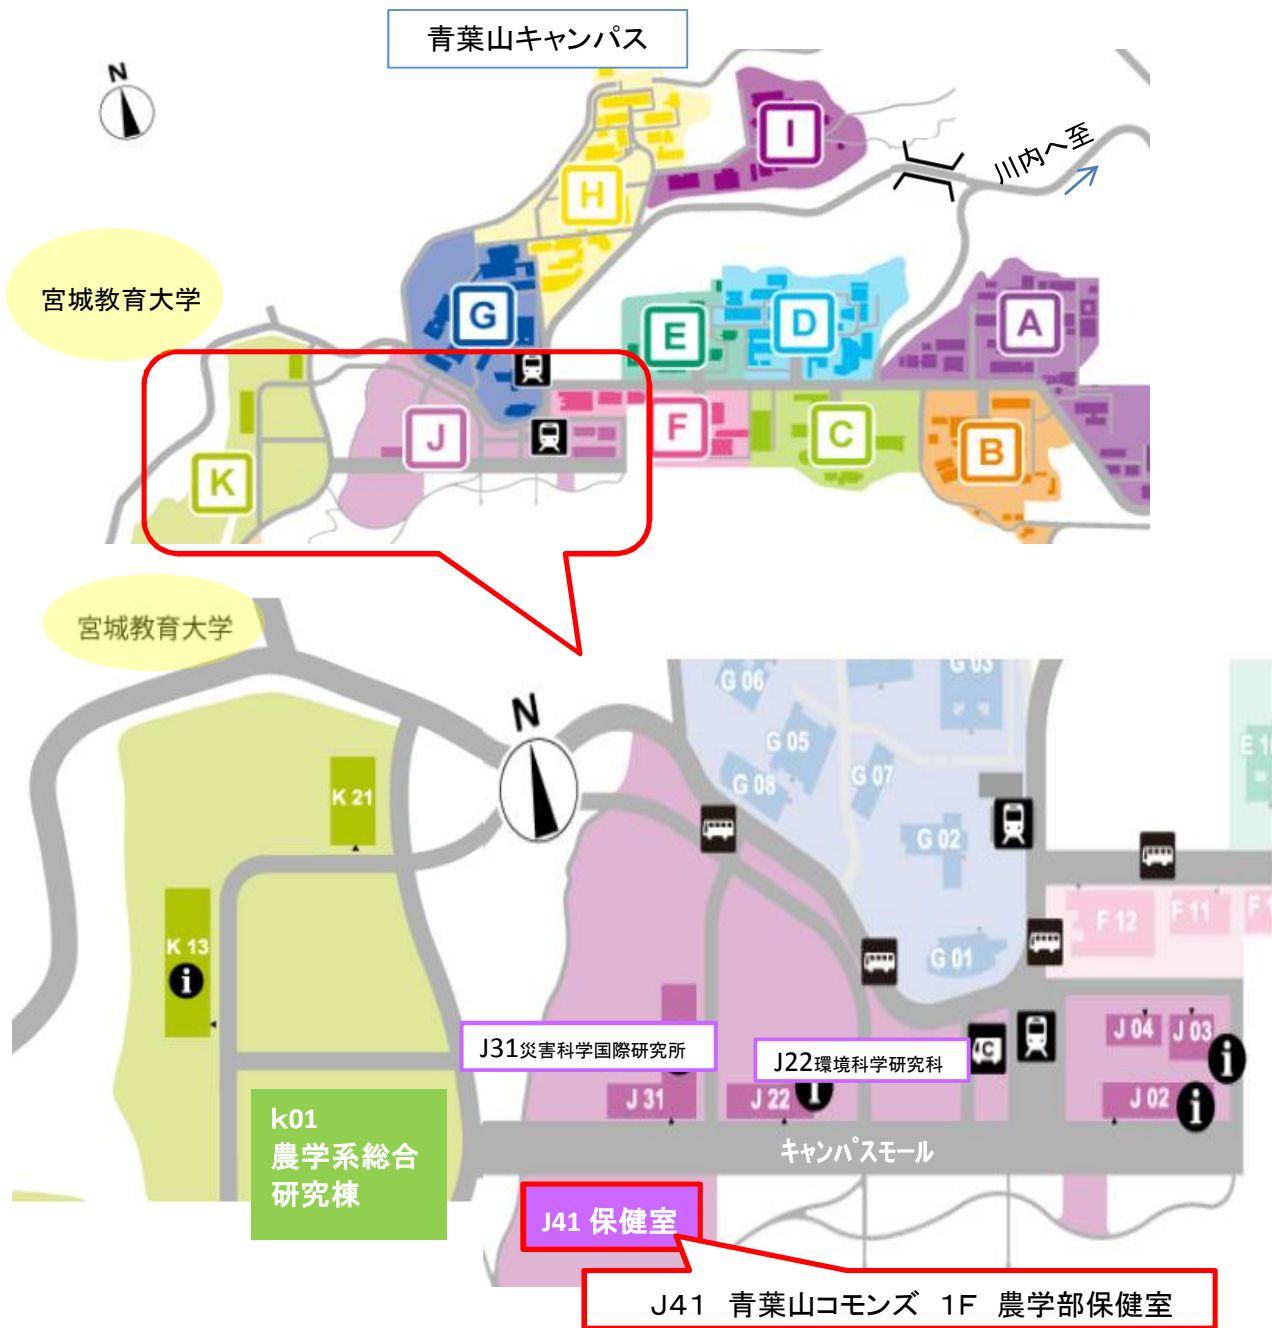 青葉山キャンパス
N
川内へ至
I
H
宮城教育大学
G
E
D
A
J
F
C
B
K
宮城教育大学
N
G 06
G 03
G 05
G 08
G 07
K 21
G 02
F 12
F 11
K 13
G 01
J31災害科学国際研究所
J22環境科学研究科
C
J 04
J 03
J 31
J 22
J 02
k01
農学系総合
研究棟
キャンパスモール
J41 保健室
J41 青葉山コモンズ 1F 農学部保健室